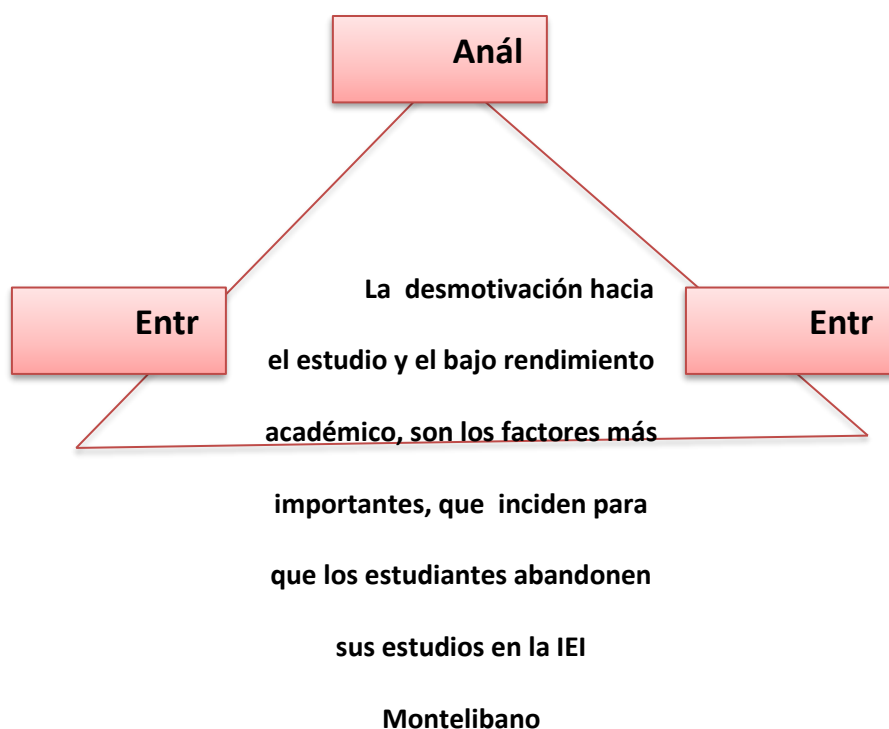 Anál
Entr
Entr
La desmotivación hacia
el estudio y el bajo rendimiento
académico, son los factores más
importantes, que inciden para
que los estudiantes abandonen
sus estudios en la IEI
Montelibano